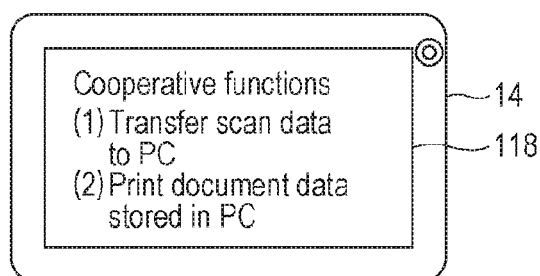 Cooperative functions
(1) Transfer scan data
to PC
(2) Print document data
stored in PC
14
118